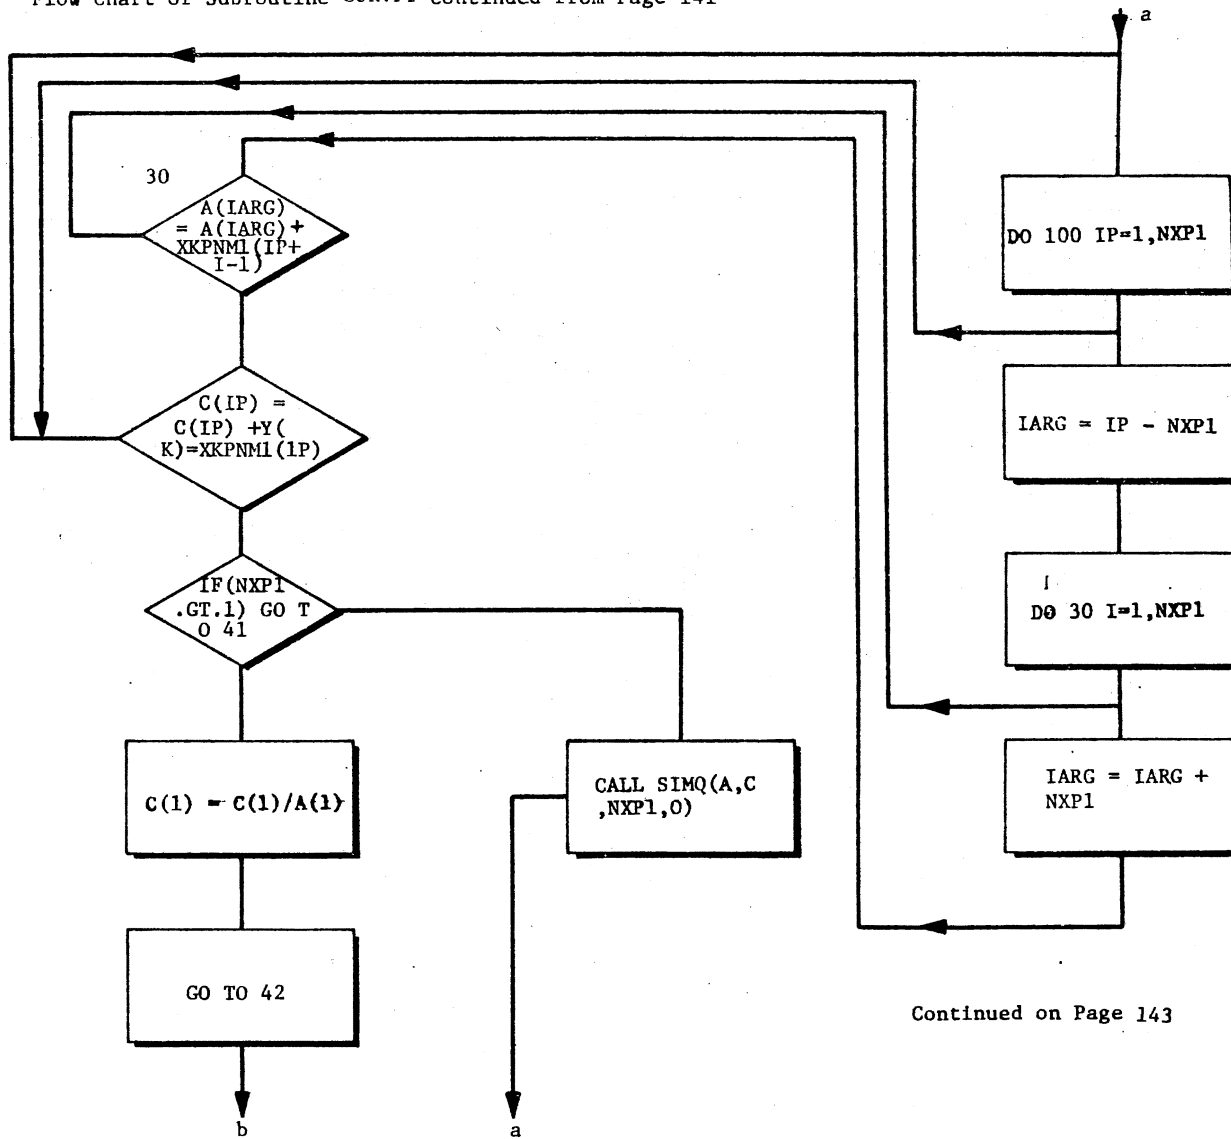 Flow Chart of Subroutine continued from Page 141
a
30
A(IARG)
= A(IARG)+
XKPNM1(IP+
I-1)
DO 100 IP=1,NXP1
C(IP) =
C(IP) +Y(
K)=XKPNM1(IP)
IARG = IP - NXP1
IF(NXP1
.GT.1) GO T
O 41
DO 30 I=1,NXP1
C(1) = C(1)/A(1)
CALL SIMQ(A,C
,NXP1,0)
IARG = IARG +
NXP1
GO TO 42
Continued on Page 143
b
a